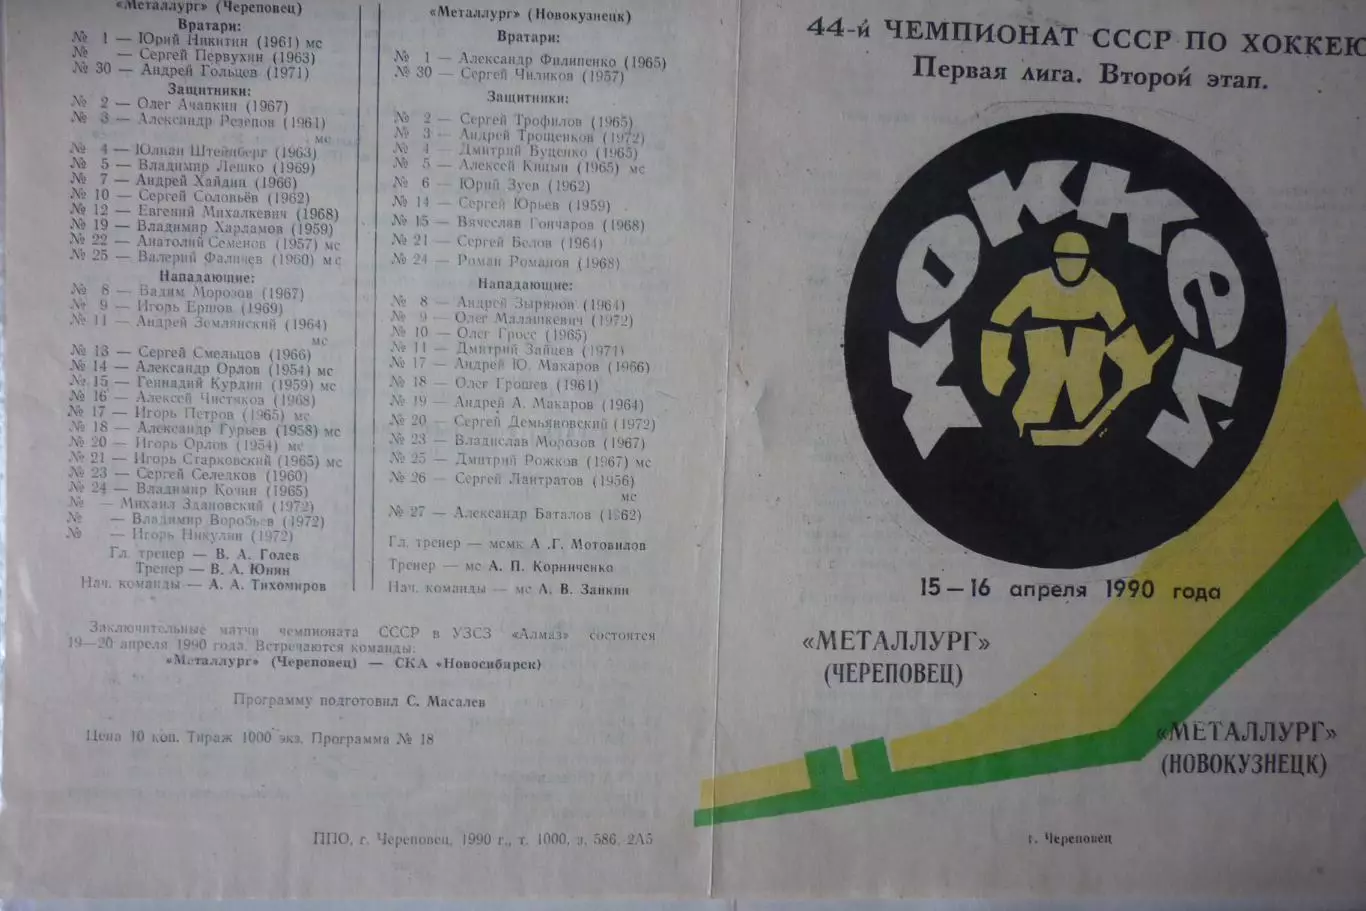 «Металлург» (Череповец)
Вратари:
№ 1 — Юрий Никитин (1961) мс
№ — Сергей Первухин (1963)
№ 30 — Андрей Гольцев (1971)
Защитники:
№ 2 — Олег Ачапкин (1967)
№ 3 — Александр Резепов (1961)
мс
№ 4 — Юлиан Штейнберг (1963)
№ 5 — Владимир Лешко (1969)
№ 7 — Андрей Хайдин (1966)
№ 10 — Сергей Соловьёв (1962)
№ 12 — Евгений Михалкевич (1968)
№ 19 — Владимир Харламов (1959)
№ 22 — Анатолий Семенов (1957) мс
№ 25 — Валерий Фаличев (1960) мс
Нападающие:
№ 8 — Вадим Морозов (1967)
№ 9 — Игорь Ершов (1969)
№ 11 — Андрей Землянский (1964)
мс
№ 13 — Сергей Смельцов (1966)
№ 14 — Александр Орлов (1954) мс
№ 15 — Геннадий Курдин (1959) мс
№ 16 — Алексей Чистяков (1968)
№ 17 — Игорь Петров (1965) мс
№ 18 — Александр Гурьев (1958) мс
№ 20 — Игорь Орлов (1954) мс
№ 21 — Игорь Старковский (1965) мс
№ 23 — Сергей Селедков (1960)
№ 24 — Владимир Кочин (1965)
№ — Михаил Здановский (1972)
№ — Владимир Воробьев (1972)
№ — Игорь Никулин (1972)
Гл. тренер — В. А. Голев
Тренер — В. А. Юнян
Нач. команды — А. А. Тихомиров
«Металлург» (Новокузнецк)
Вратари:
№ 1 — Александр Филипенко (1965)
№ 30 — Сергей Чиликов (1957)
Защитники:
№ 2 — Сергей Трофилов (1965)
№ 3 — Андрей Трощенков (1972)
№ 4 — Дмитрий Вуценко (1965)
№ 5 — Алексей Кицын (1965) мс
№ 6 — Юрий Зуев (1962)
№ 14 — Сергей Юрьев (1959)
№ 15 — Вячеслав Гончаров (1968)
№ 21 — Сергей Белов (1964)
№ 24 — Роман Романов (1968)
Нападающие:
№ 8 — Андрей Зырянов (1964)
№ 9 — Олег Малашкевич (1972)
№ 10 — Олег Гросс (1965)
№ 11 — Дмитрий Зайцев (1971)
№ 17 — Андрей Ю. Макаров (1966)
№ 18 — Олег Грошев (1961)
№ 19 — Андрей А. Макаров (1964)
№ 20 — Сергей Демьяновский (1972)
№ 23 — Владислав Морозов (1967)
№ 25 — Дмитрий Рожков (1967) мс
№ 26 — Сергей Лантратов (1956)
мс
№ 27 — Александр Баталов (1962)
Гл. тренер — мсмк А .Г. Мотовилов
Тренер — мс А. П. Корниченко
Нач. команды — мс А. В. Занкин
Заключительные матчи чемпионата СССР в УЗСЗ «Алмаз» состоятся
19—20 апреля 1990 года. Встречаются команды:
«Металлург» (Череповец) — СКА «Новосибирск)
Программу подготовил С. Масалев
Цена 10 коп. Тираж 1000 экз. Программа № 18
ППО, г. Череповец, 1990 г., т. 1000, з. 586, 2А5
44-й ЧЕМПИОНАТ СССР ПО ХОККЕЮ
Первая лига. Второй этап.
ХОККЕЙ
15—16 апреля 1990 года
«МЕТАЛЛУРГ»
(ЧЕРЕПОВЕЦ)
«МЕТАЛЛУРГ»
(НОВОКУЗНЕЦК)
г. Череповец